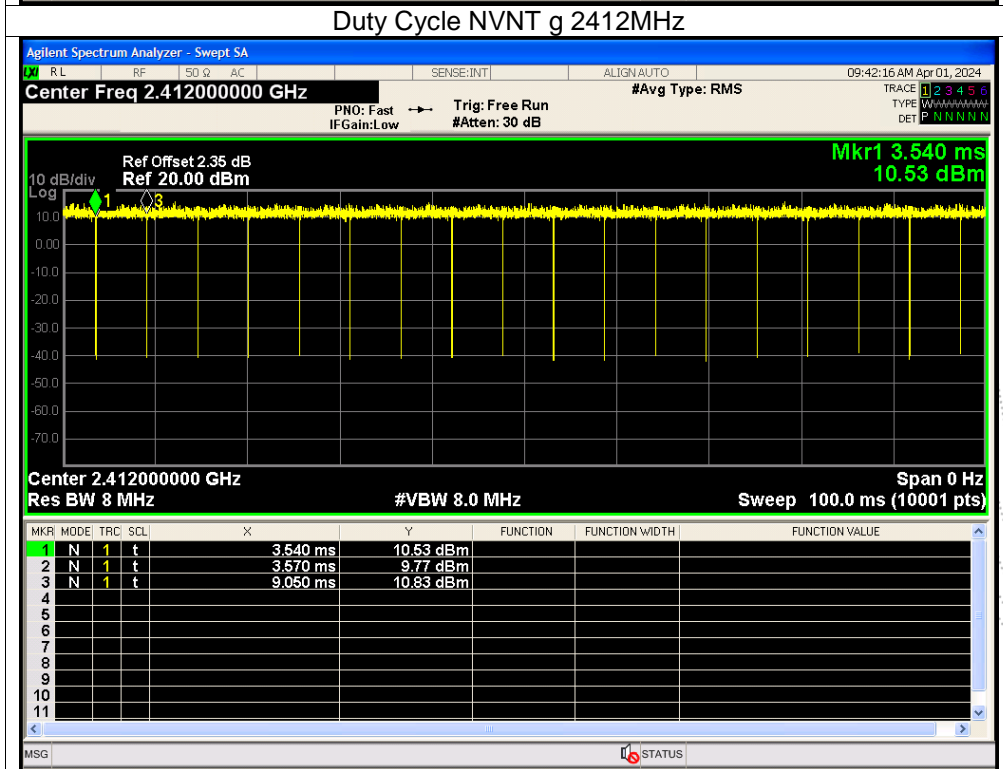 Duty Cycle NVNT g 2412MHz
Agilent Spectrum Analyzer - Swept SA
LXI RL RF 50 Ω AC SENSE:INT ALIGN AUTO 09:42:16 AM Apr 01, 2024
Center Freq 2.412000000 GHz #Avg Type: RMS TRACE 1 2 3 4 5 6
PNO: Fast Trig: Free Run TYPE W
IFGain:Low #Atten: 30 dB DET P N N N N N
Mkr1 3.540 ms
10.53 dBm
Ref Offset 2.35 dB
10 dB/div Ref 20.00 dBm
Log
1 3
10.0
0.00
-10.0
-20.0
-30.0
-40.0
-50.0
-60.0
-70.0
Center 2.412000000 GHz Span 0 Hz
Res BW 8 MHz #VBW 8.0 MHz Sweep 100.0 ms (10001 pts)
MKR MODE TRC SCL X Y FUNCTION FUNCTION WIDTH FUNCTION VALUE
1 N 1 t 3.540 ms 10.53 dBm
2 N 1 t 3.570 ms 9.77 dBm
3 N 1 t 9.050 ms 10.83 dBm
4
5
6
7
8
9
10
11
MSG STATUS